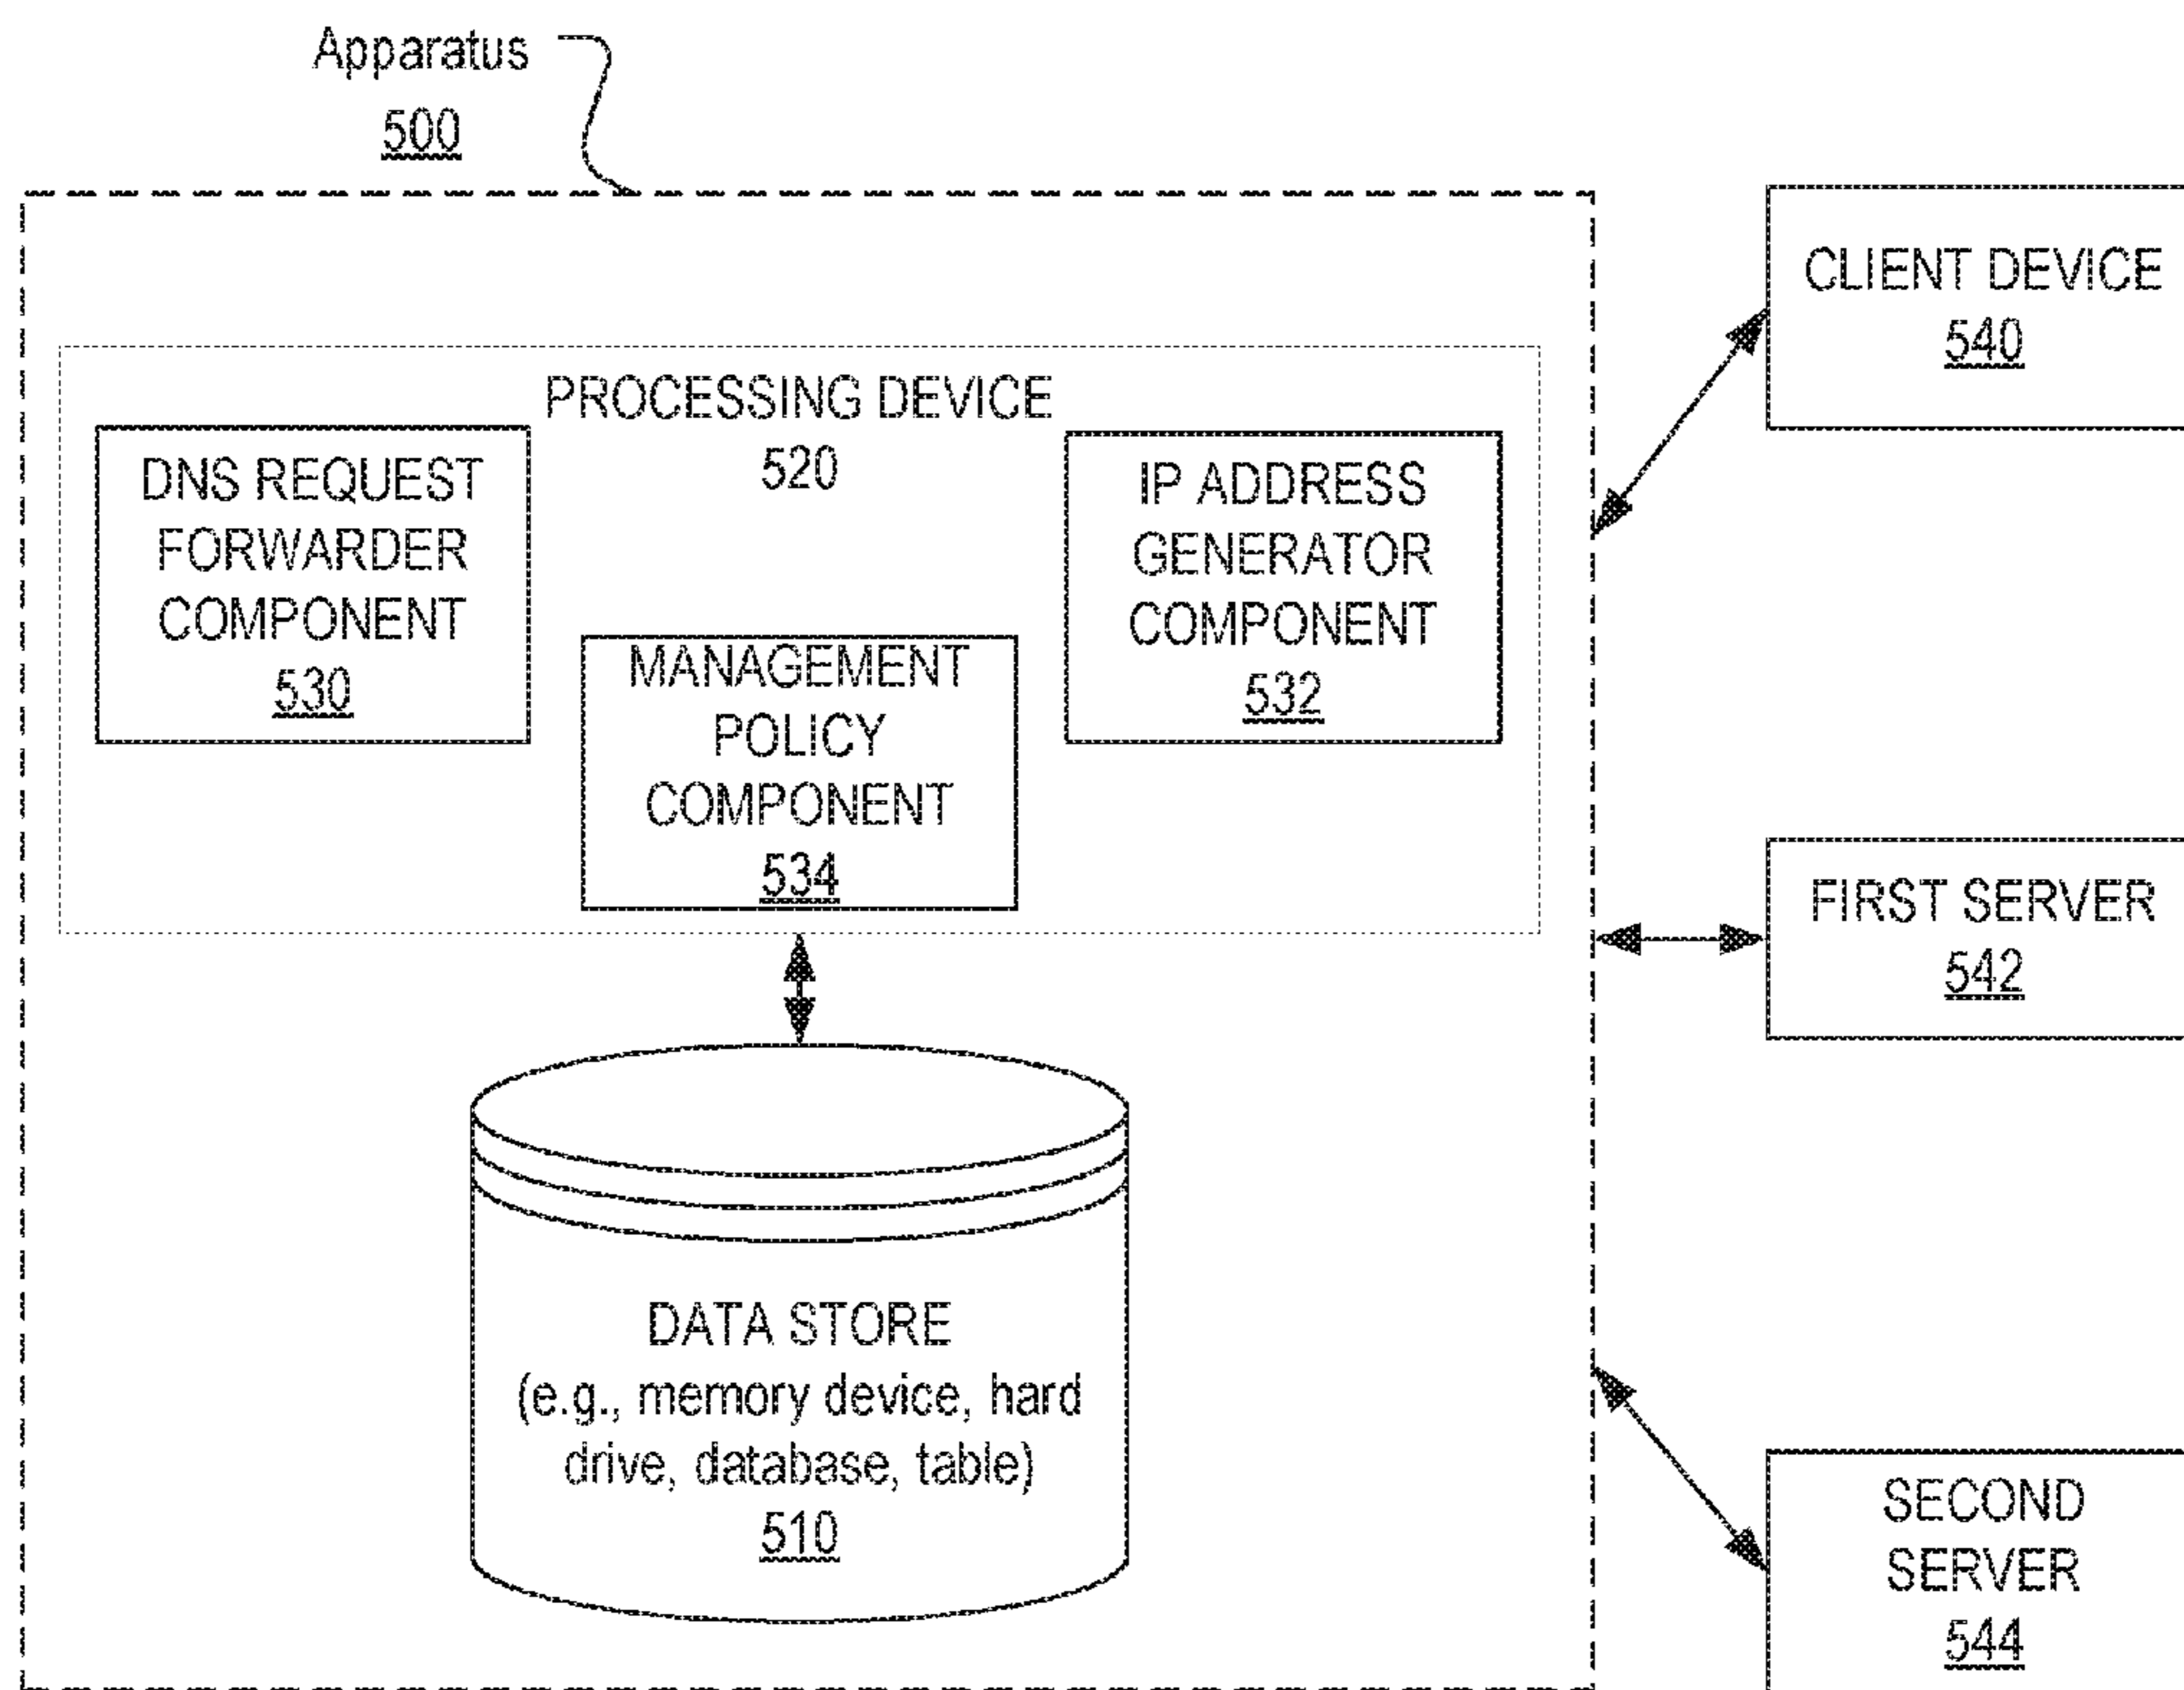 Apparatus
500
PROCESSING DEVICE
520
DNS REQUEST
FORWARDER
COMPONENT
530
MANAGEMENT
POLICY
COMPONENT
534
IP ADDRESS
GENERATOR
COMPONENT
532
DATA STORE
(e.g., memory device, hard
drive, database, table)
510
CLIENT DEVICE
540
FIRST SERVER
542
SECOND
SERVER
544